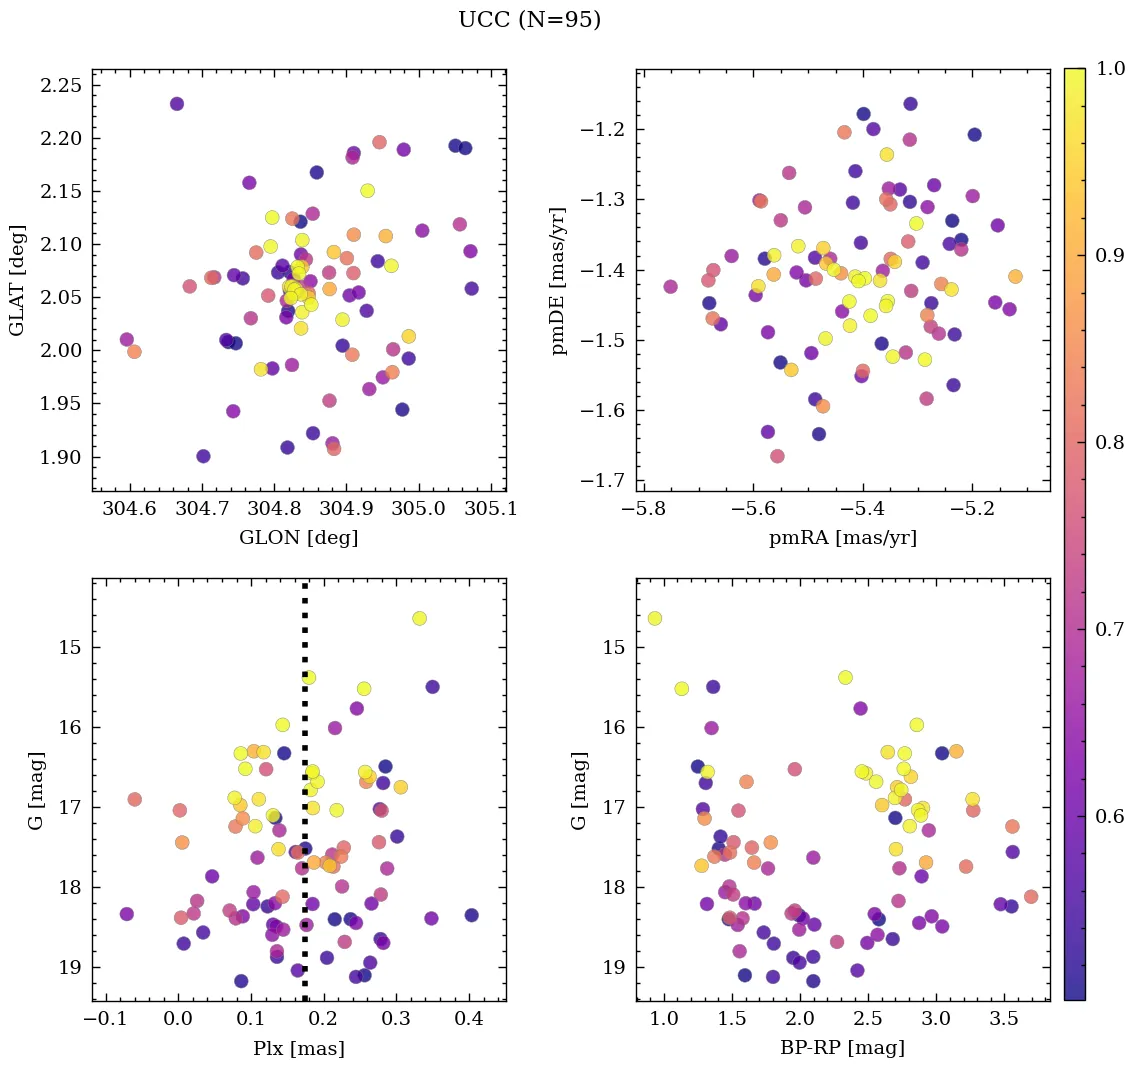 UCC (N=95)
2.25
2.20
2.15
2.10
2.05
2.00
1.95
1.90
GLAT [deg]
304.6 304.7 304.8 304.9 305.0 305.1
GLON [deg]
−1.2
−1.3
−1.4
−1.5
−1.6
−1.7
pmDE [mas/yr]
−5.8 −5.6 −5.4 −5.2
pmRA [mas/yr]
1.0
0.9
0.8
0.7
0.6
15
16
17
18
19
G [mag]
−0.1 0.0 0.1 0.2 0.3 0.4
Plx [mas]
15
16
17
18
19
G [mag]
1.0 1.5 2.0 2.5 3.0 3.5
BP-RP [mag]